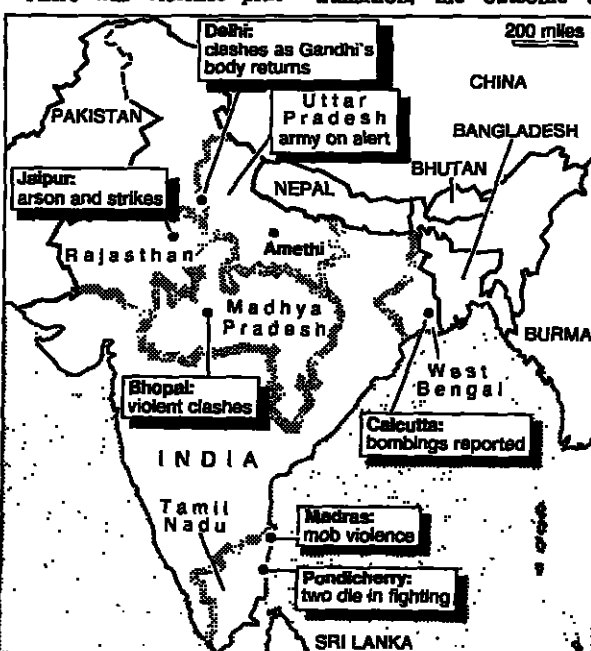 Delhi:
clashes as Gandhi's
body returns
200 miles
CHINA
PAKISTAN
Uttar
Pradesh
army on alert
BANGLADESH
BHUTAN
NEPAL
Jaipur:
arson and strikes
Rajasthan
Amethi
Madhya
Pradesh
BURMA
West
Bengal
Bhopal:
violent clashes
Calcutta:
bombings reported
INDIA
Tamil
Nadu
Madras:
mob violence
Pondicherry:
two die in fighting
SRI LANKA